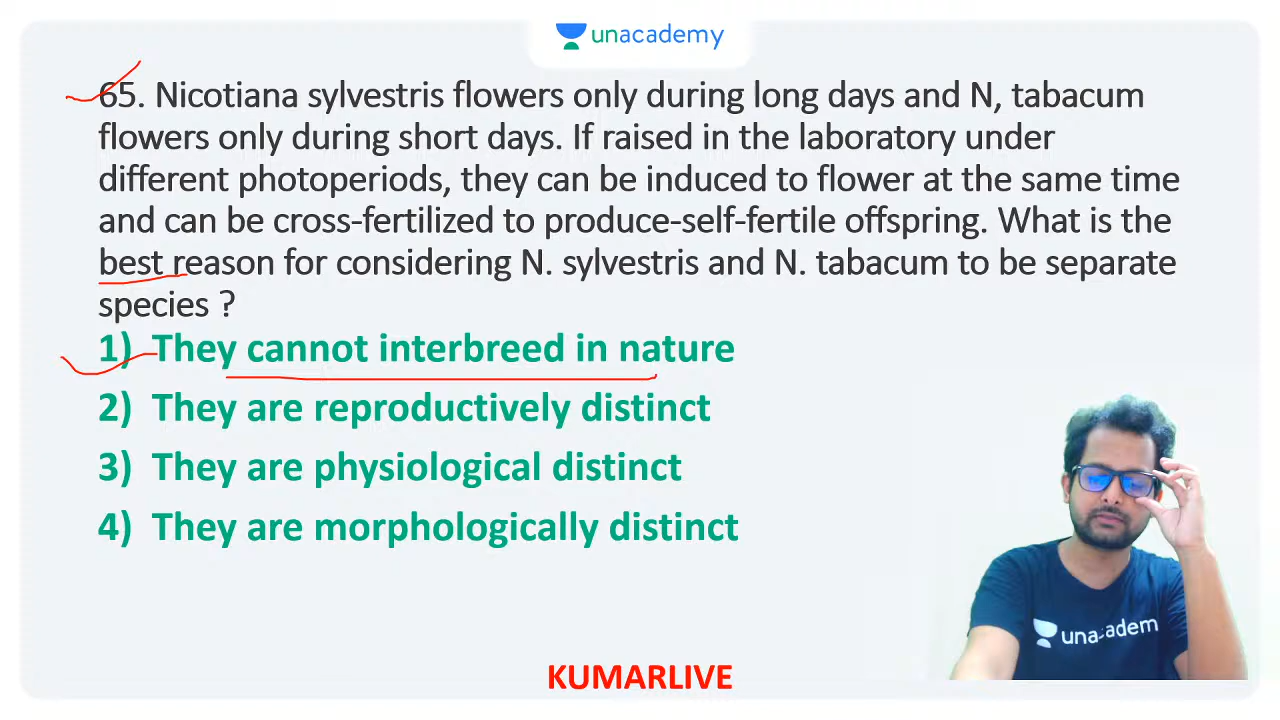 unacademy
65. Nicotiana sylvestris flowers only during long days and N, tabacum
flowers only during short days. If raised in the laboratory under
different photoperiods, they can be induced to flower at the same time
and can be cross-fertilized to produce-self-fertile offspring. What is the
best reason for considering N. sylvestris and N. tabacum to be separate
species ?
1) They cannot interbreed in nature
2) They are reproductively distinct
3) They are physiological distinct
4) They are morphologically distinct
unacadem
KUMARLIVE